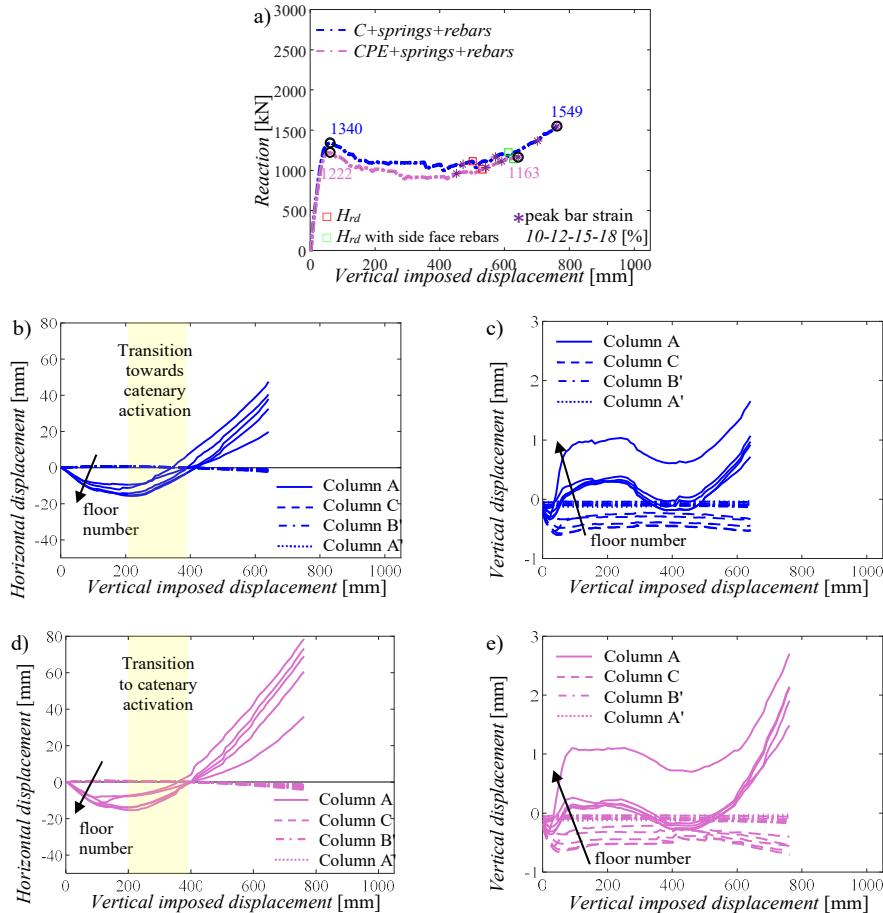 a)
3000
2500
2000
1500
1000
500
0
Reaction [kN]
C+springs+rebars
CPE+springs+rebars
1340
1549
1222
1163
H_rd
H_rd with side face rebars
peak bar strain
10-12-15-18 [%]
0 200 400 600 800 1000
Vertical imposed displacement [mm]
b)
80
60
40
20
0
-20
-40
Horizontal displacement [mm]
Transition
towards
catenary
activation
floor
number
Column A
Column C
Column B'
Column A'
0 200 400 600 800 1000
Vertical imposed displacement [mm]
c)
3
2
1
0
-1
Vertical displacement [mm]
Column A
Column C
Column B'
Column A'
floor number
0 200 400 600 800 1000
Vertical imposed displacement [mm]
d)
80
60
40
20
0
-20
-40
Horizontal displacement [mm]
Transition
to catenary
activation
floor
number
Column A
Column C
Column B'
Column A'
0 200 400 600 800 1000
Vertical imposed displacement [mm]
e)
3
2
1
0
-1
Vertical displacement [mm]
Column A
Column C
Column B'
Column A'
floor number
0 200 400 600 800 1000
Vertical imposed displacement [mm]